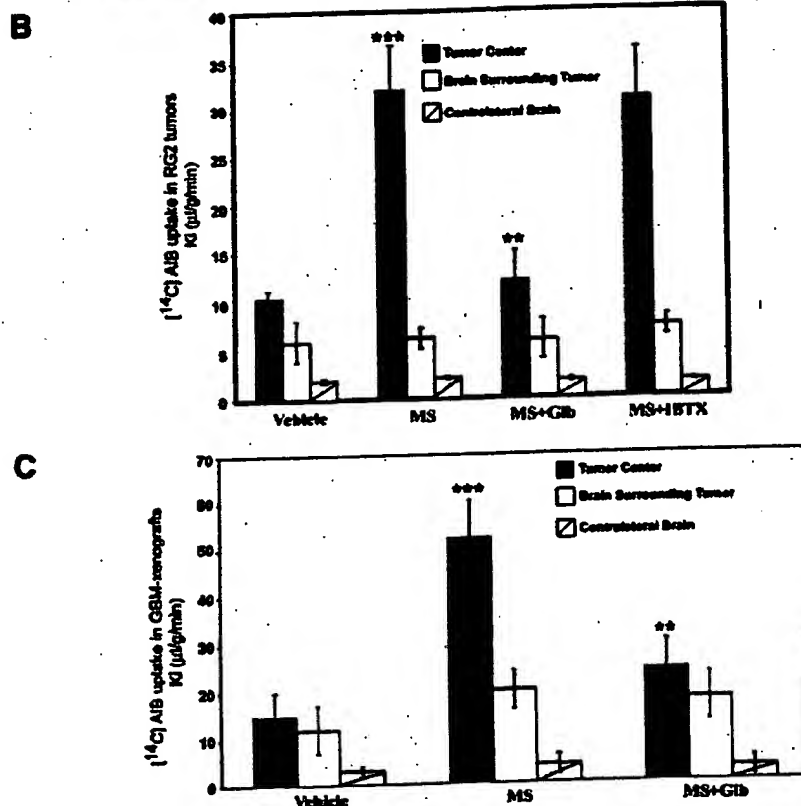 B
[14C] AIB uptake in RG2 tumors
Ki (µl/g/min)
40
35
30
25
20
15
10
5
0
***
**
Tumor Center
Brain Surrounding Tumor
Contralateral Brain
Vehicle
MS
MS+Glb
MS+IBTX
C
[14C] AIB uptake in GBM-xenografts
Ki (µl/g/min)
70
60
50
40
30
20
10
0
***
**
Tumor Center
Brain Surrounding Tumor
Contralateral Brain
Vehicle
MS
MS+Glb